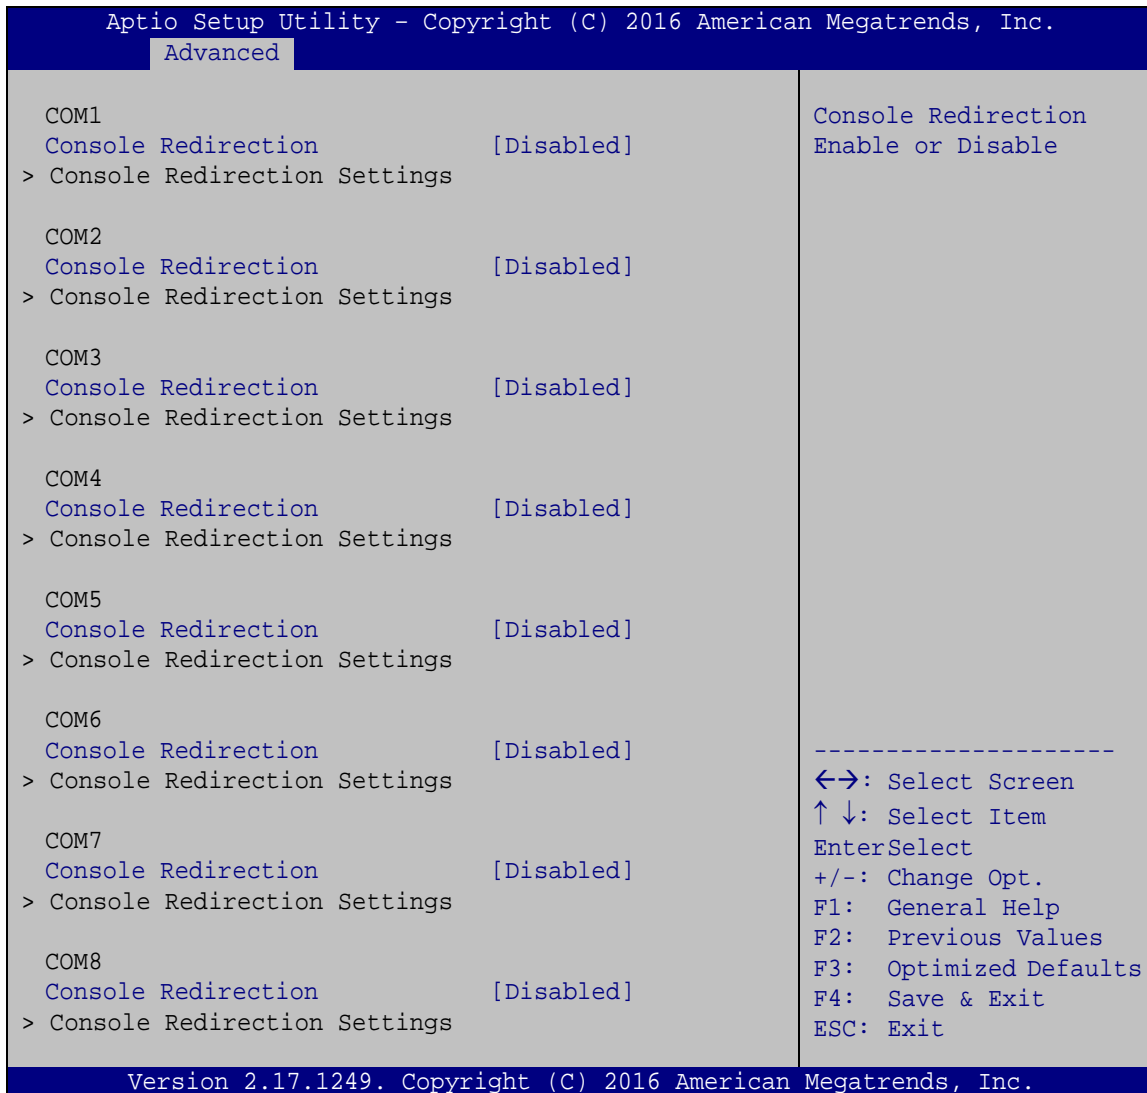 Aptio Setup Utility – Copyright (C) 2016 American Megatrends, Inc.
Advanced
COM1
Console Redirection [Disabled]
> Console Redirection Settings
COM2
Console Redirection [Disabled]
> Console Redirection Settings
COM3
Console Redirection [Disabled]
> Console Redirection Settings
COM4
Console Redirection [Disabled]
> Console Redirection Settings
COM5
Console Redirection [Disabled]
> Console Redirection Settings
COM6
Console Redirection [Disabled]
> Console Redirection Settings
COM7
Console Redirection [Disabled]
> Console Redirection Settings
COM8
Console Redirection [Disabled]
> Console Redirection Settings
Console Redirection
Enable or Disable
---------------------
←→: Select Screen
↑ ↓: Select Item
EnterSelect
+/-: Change Opt.
F1: General Help
F2: Previous Values
F3: Optimized Defaults
F4: Save & Exit
ESC: Exit
Version 2.17.1249. Copyright (C) 2016 American Megatrends, Inc.